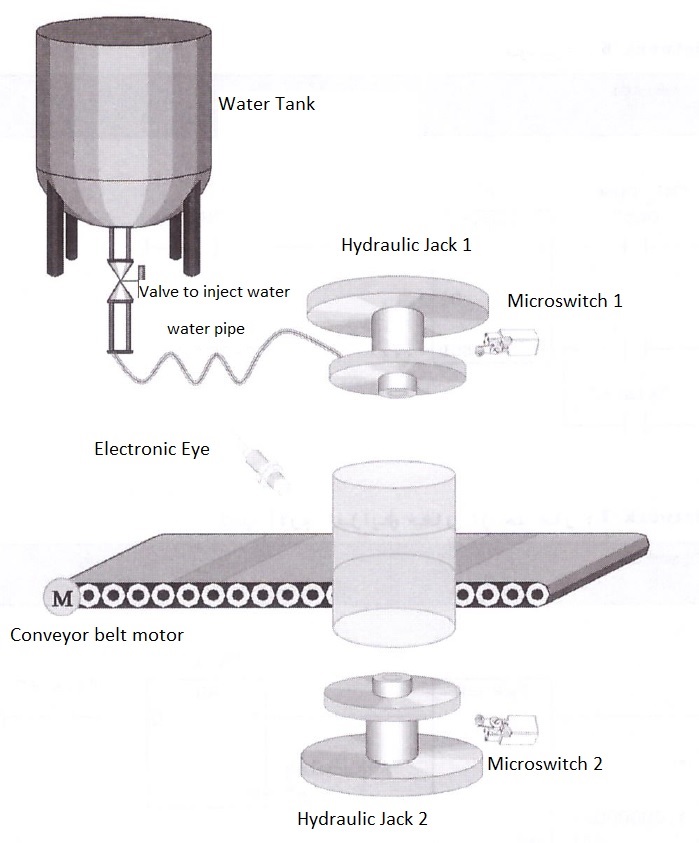 Water Tank
Hydraulic Jack 1
Valve to inject water
Microswitch 1
water pipe
Electronic Eye
M
Conveyor belt motor
Microswitch 2
Hydraulic Jack 2